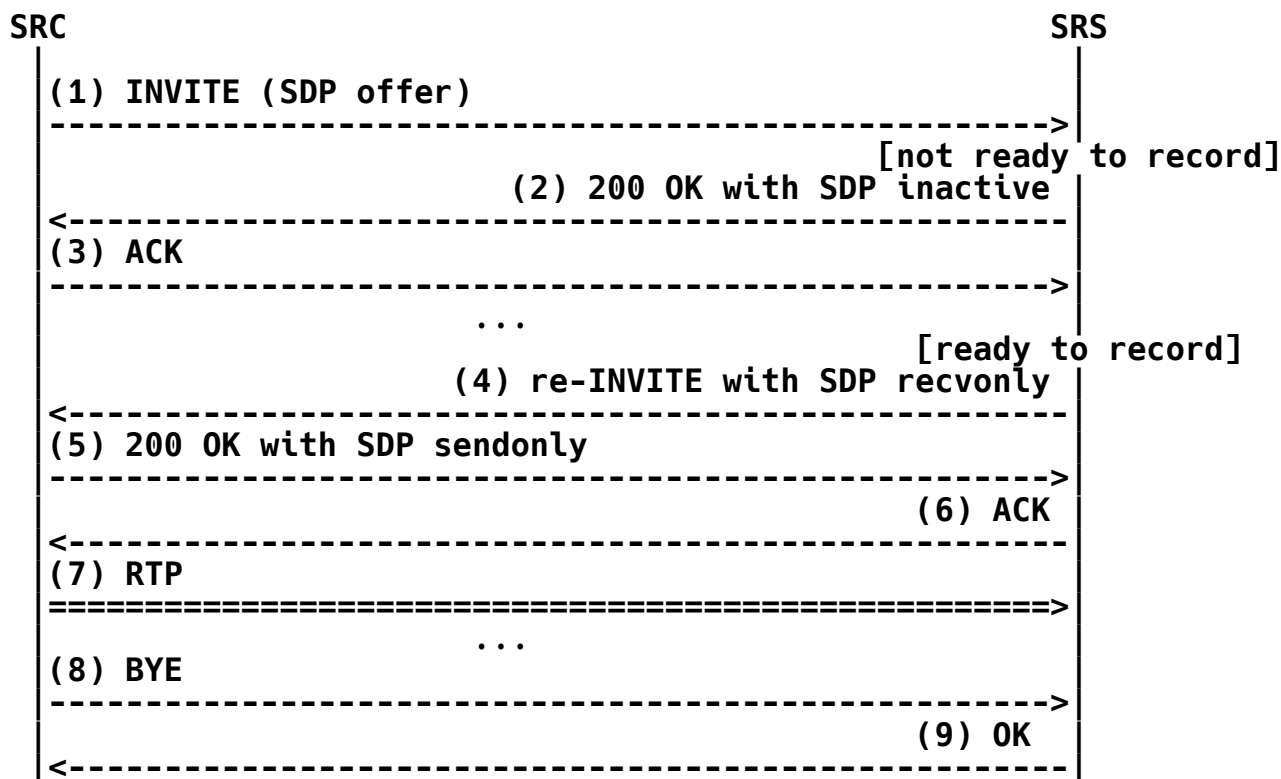 SRC SRS
(1) INVITE (SDP offer)
[not ready to record]
(2) 200 OK with SDP inactive
(3) ACK
...
[ready to record]
(4) re-INVITE with SDP recvonly
(5) 200 OK with SDP sendonly
(6) ACK
(7) RTP
...
(8) BYE
(9) OK